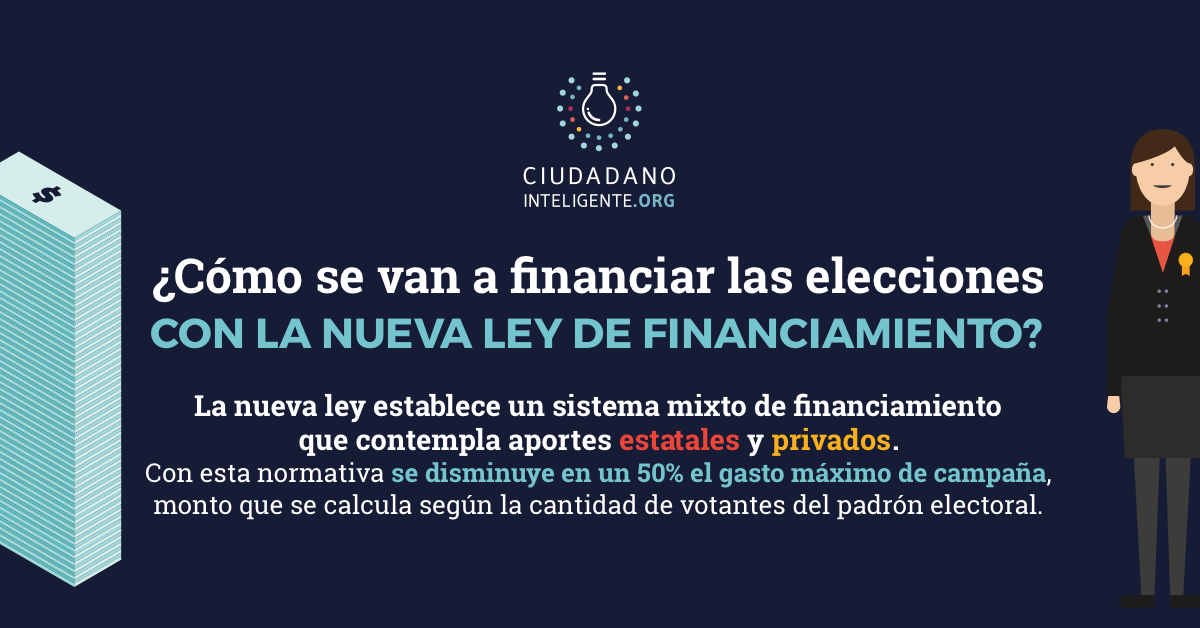 $
CIUDADANO
INTELIGENTE.ORG
¿Cómo se van a financiar las elecciones
CON LA NUEVA LEY DE FINANCIAMIENTO?
La nueva ley establece un sistema mixto de financiamiento
que contempla aportes estatales y privados.
Con esta normativa se disminuye en un 50% el gasto máximo de campaña,
monto que se calcula según la cantidad de votantes del padrón electoral.